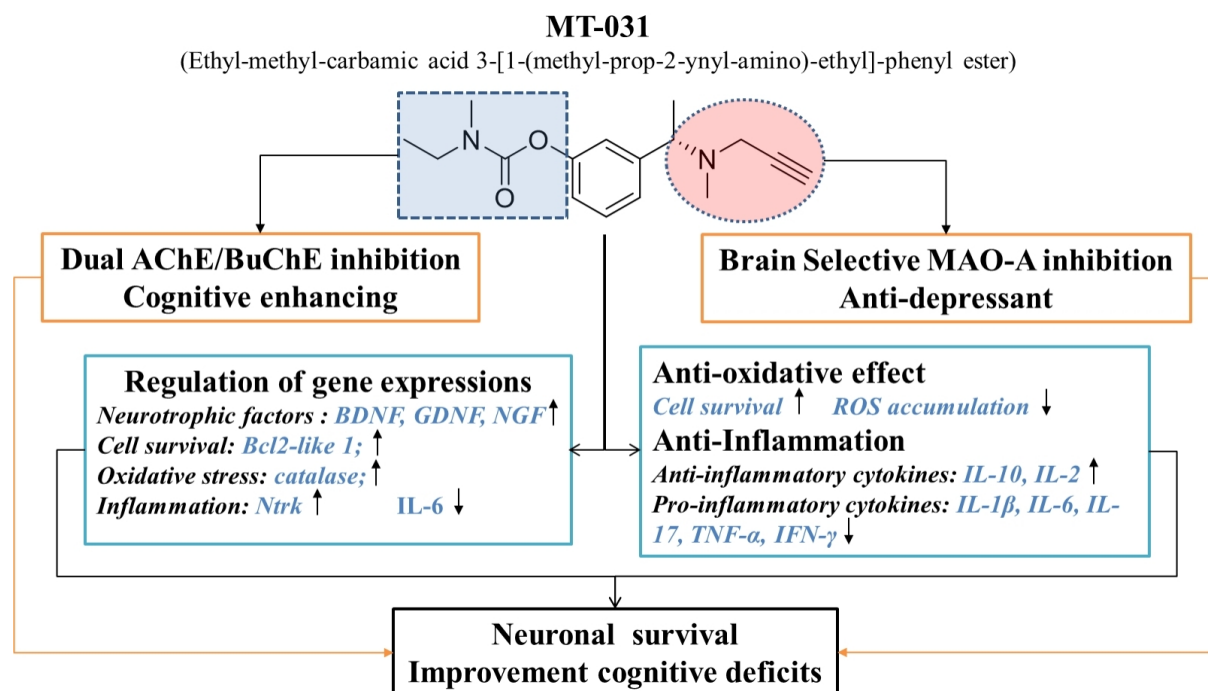 MT-031
(Ethyl-methyl-carbamic acid 3-[1-(methyl-prop-2-ynyl-amino)-ethyl]-phenyl ester)
N
O
O
N
Dual AChE/BuChE inhibition
Cognitive enhancing
Brain Selective MAO-A inhibition
Anti-depressant
Regulation of gene expressions
Neurotrophic factors : BDNF, GDNF, NGF↑
Cell survival: Bcl2-like 1; ↑
Oxidative stress: catalase;↑
Inflammation: Ntrk ↑ IL-6 ↓
Anti-oxidative effect
Cell survival ↑ ROS accumulation ↓
Anti-Inflammation
Anti-inflammatory cytokines: IL-10, IL-2 ↑
Pro-inflammatory cytokines: IL-1β, IL-6, IL-
17, TNF-α, IFN-γ ↓
Neuronal survival
Improvement cognitive deficits